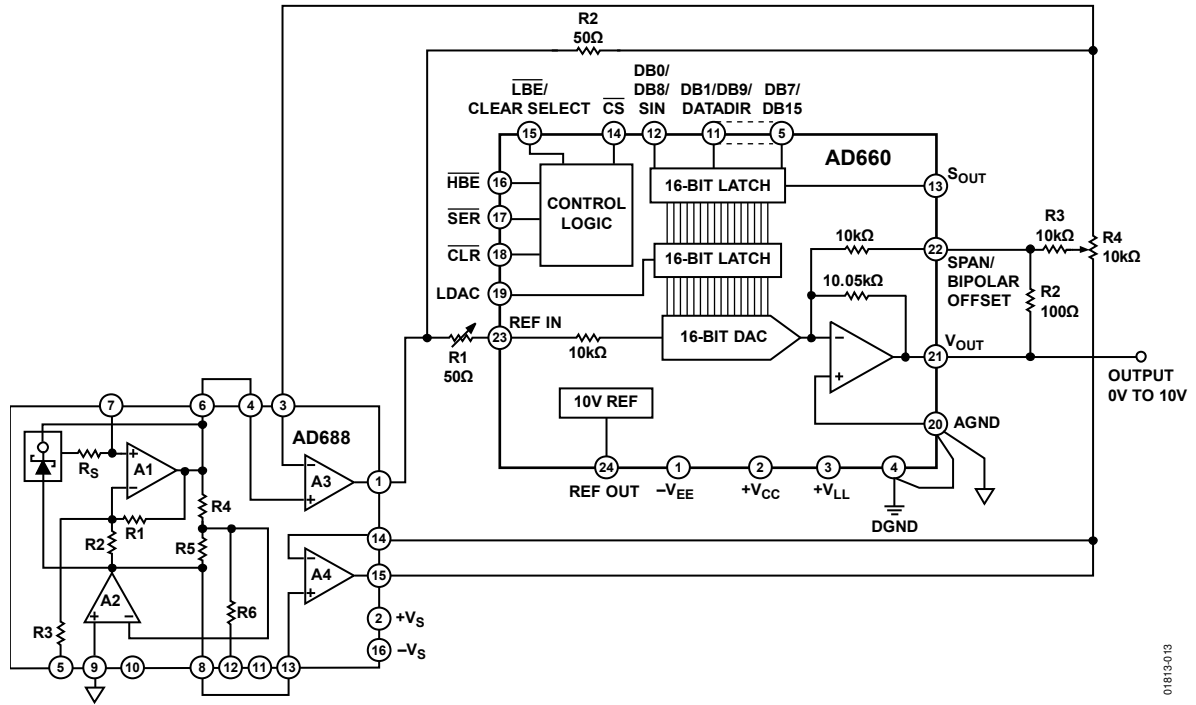 R2
50Ω
LBE/
CLEAR SELECT
CS
DB0/
DB8/
SIN
DB1/DB9/
DATADIR
DB7/
DB15
15
14
12
11
5
AD660
HBE
16
SER
17
CLR
18
LDAC
19
CONTROL
LOGIC
16-BIT LATCH
16-BIT LATCH
13
SOUT
10kΩ
22
SPAN/
BIPOLAR
OFFSET
R3
10kΩ
R4
10kΩ
10.05kΩ
R2
100Ω
23
REF IN
R1
50Ω
10kΩ
16-BIT DAC
−
+
21
VOUT
OUTPUT
0V TO 10V
10V REF
20
AGND
24
REF OUT
1
–VEE
2
+VCC
3
+VLL
4
DGND
7
6
4
3
AD688
RS
+
A1
−
−
A3
+
1
R4
R1
R2
R5
14
−
A4
+
15
A2
+ −
R6
R3
2
+VS
16
–VS
5
9
10
8
12
11
13
01813-013